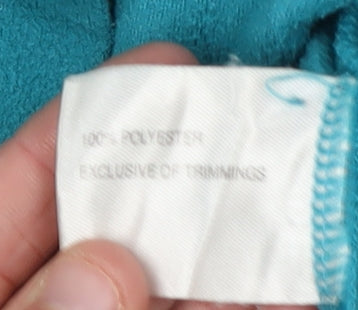 100% POLYESTER
EXCLUSIVE OF TRIMMINGS